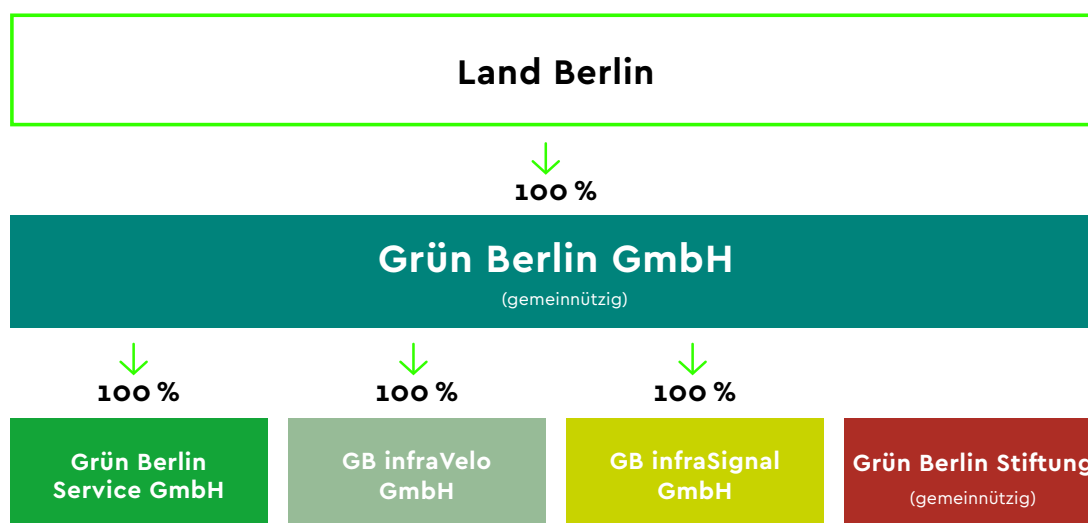 Land Berlin
100 %
Grün Berlin GmbH
(gemeinnützig)
100 %
100 %
100 %
Grün Berlin
Service GmbH
GB infraVelo
GmbH
GB infraSignal
GmbH
Grün Berlin Stiftung
(gemeinnützig)